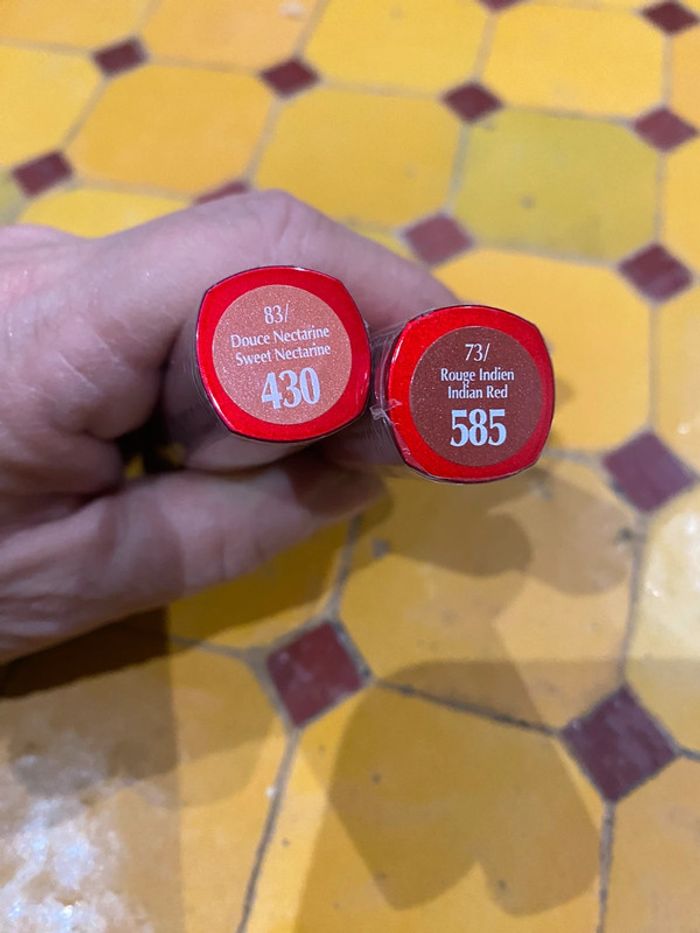 83/
Douce Nectarine
Sweet Nectarine
430
73/
Rouge Indien
Indian Red
585